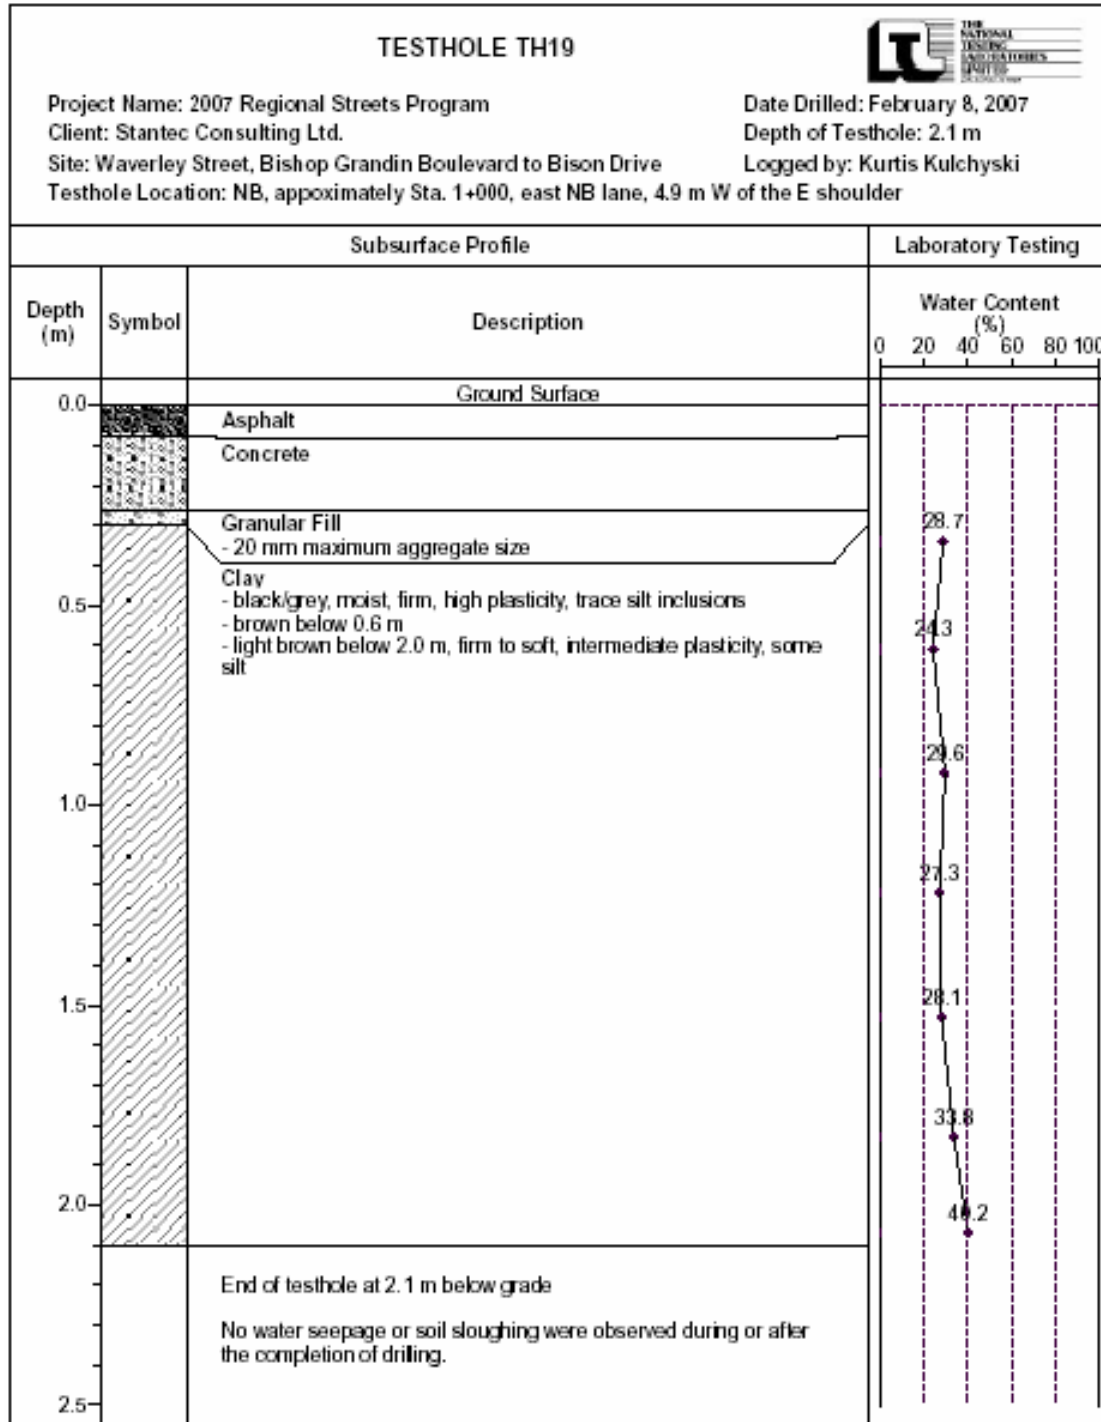 TESTHOLE TH19
THE
NATIONAL
TESTING
LABORATORIES
LIMITED
Project Name: 2007 Regional Streets Program
Date Drilled: February 8, 2007
Client: Stantec Consulting Ltd.
Depth of Testhole: 2.1 m
Site: Waverley Street, Bishop Grandin Boulevard to Bison Drive
Logged by: Kurtis Kulchyski
Testhole Location: NB, appoximately Sta. 1+000, east NB lane, 4.9 m W of the E shoulder
Subsurface Profile
Laboratory Testing
Depth
(m)
Symbol
Description
Water Content
(%)
0 20 40 60 80 100
Ground Surface
0.0
Asphalt
Concrete
Granular Fill
- 20 mm maximum aggregate size
28.7
Clay
- black/grey, moist, firm, high plasticity, trace silt inclusions
0.5
- brown below 0.6 m
24.3
- light brown below 2.0 m, firm to soft, intermediate plasticity, some
silt
29.6
1.0
27.3
1.5
28.1
33.8
2.0
40.2
End of testhole at 2.1 m below grade
No water seepage or soil sloughing were observed during or after
the completion of drilling.
2.5